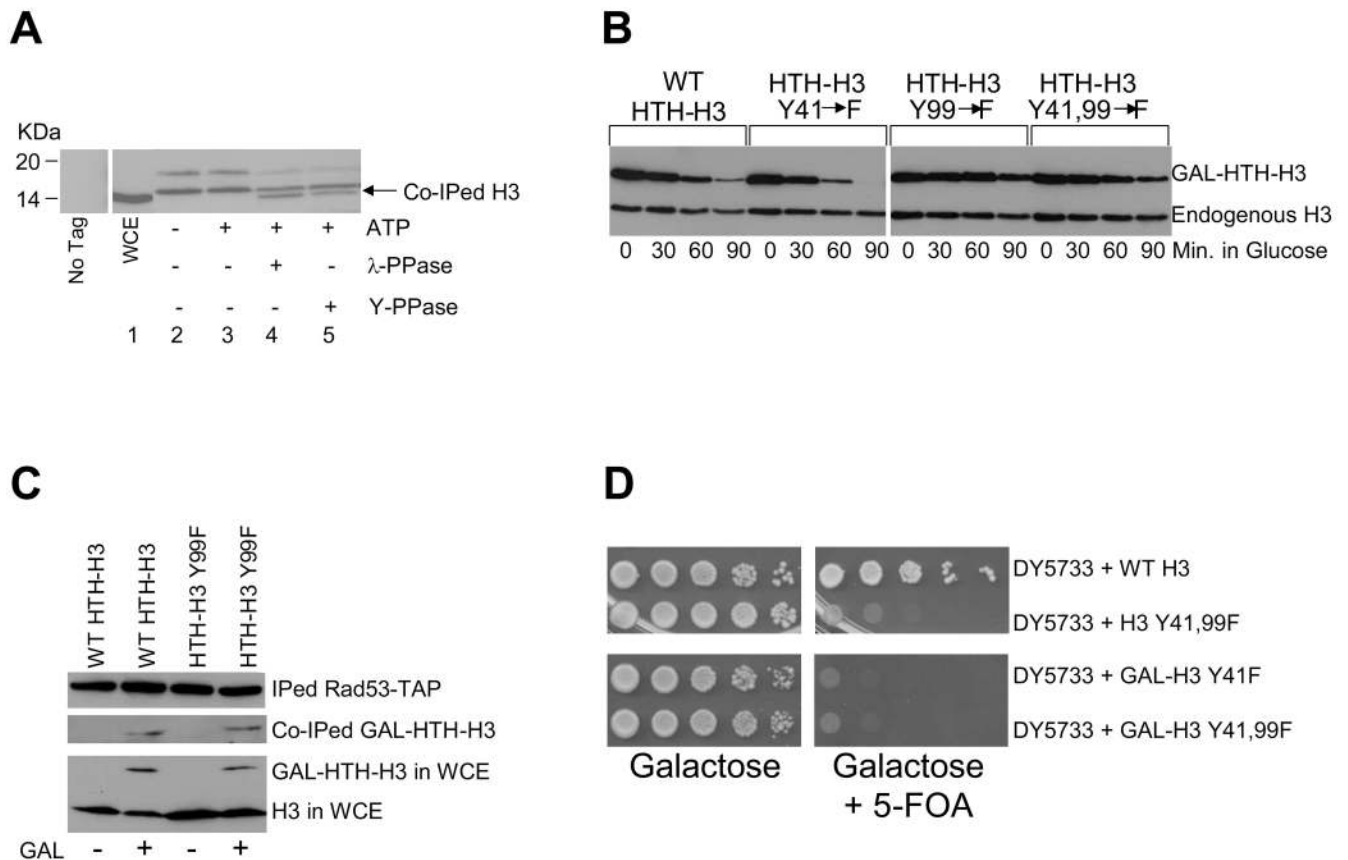 A
KDa
20
14
Co-IPed H3
No Tag
WCE
- + + + ATP
- - + - λ-PPase
- - - + Y-PPase
1 2 3 4 5
B
WT
HTH-H3
HTH-H3
Y41→F
HTH-H3
Y99→F
HTH-H3
Y41,99→F
GAL-HTH-H3
Endogenous H3
0 30 60 90 0 30 60 90 0 30 60 90 0 30 60 90 Min. in Glucose
C
WT HTH-H3
WT HTH-H3
HTH-H3 Y99F
HTH-H3 Y99F
IPed Rad53-TAP
Co-IPed GAL-HTH-H3
GAL-HTH-H3 in WCE
H3 in WCE
GAL - + - +
D
DY5733 + WT H3
DY5733 + H3 Y41,99F
DY5733 + GAL-H3 Y41F
DY5733 + GAL-H3 Y41,99F
Galactose
Galactose
+ 5-FOA